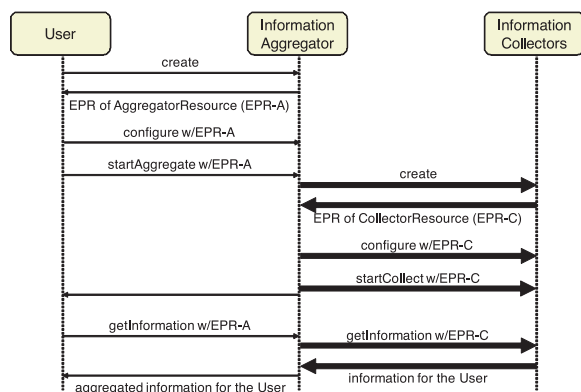 User
Information
Aggregator
Information
Collectors
create
EPR of AggregatorResource (EPR-A)
configure w/EPR-A
startAggregate w/EPR-A
create
EPR of CollectorResource (EPR-C)
configure w/EPR-C
startCollect w/EPR-C
getInformation w/EPR-A
getInformation w/EPR-C
information for the User
aggregated information for the User